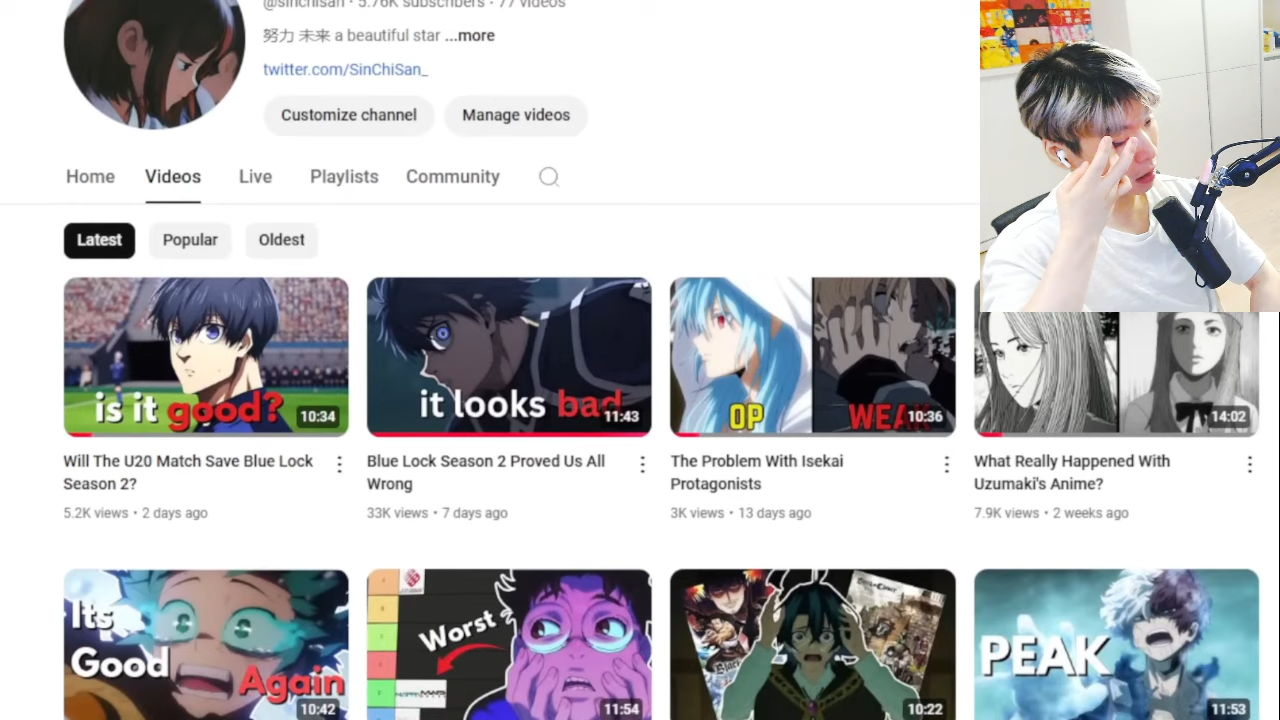 @sinchisan · 5.76K subscribers · 77 videos
努力 未来 a beautiful star ...more
twitter.com/SinChiSan_
Customize channel
Manage videos
Home
Videos
Live
Playlists
Community
Latest
Popular
Oldest
is it good?
10:34
it looks bad
11:43
OP
WEAK
10:36
14:02
Will The U20 Match Save Blue Lock
Season 2?
5.2K views · 2 days ago
Blue Lock Season 2 Proved Us All
Wrong
33K views · 7 days ago
The Problem With Isekai
Protagonists
3K views · 13 days ago
What Really Happened With
Uzumaki's Anime?
7.9K views · 2 weeks ago
Its
Good
Again
10:42
Worst
11:54
10:22
PEAK
11:53